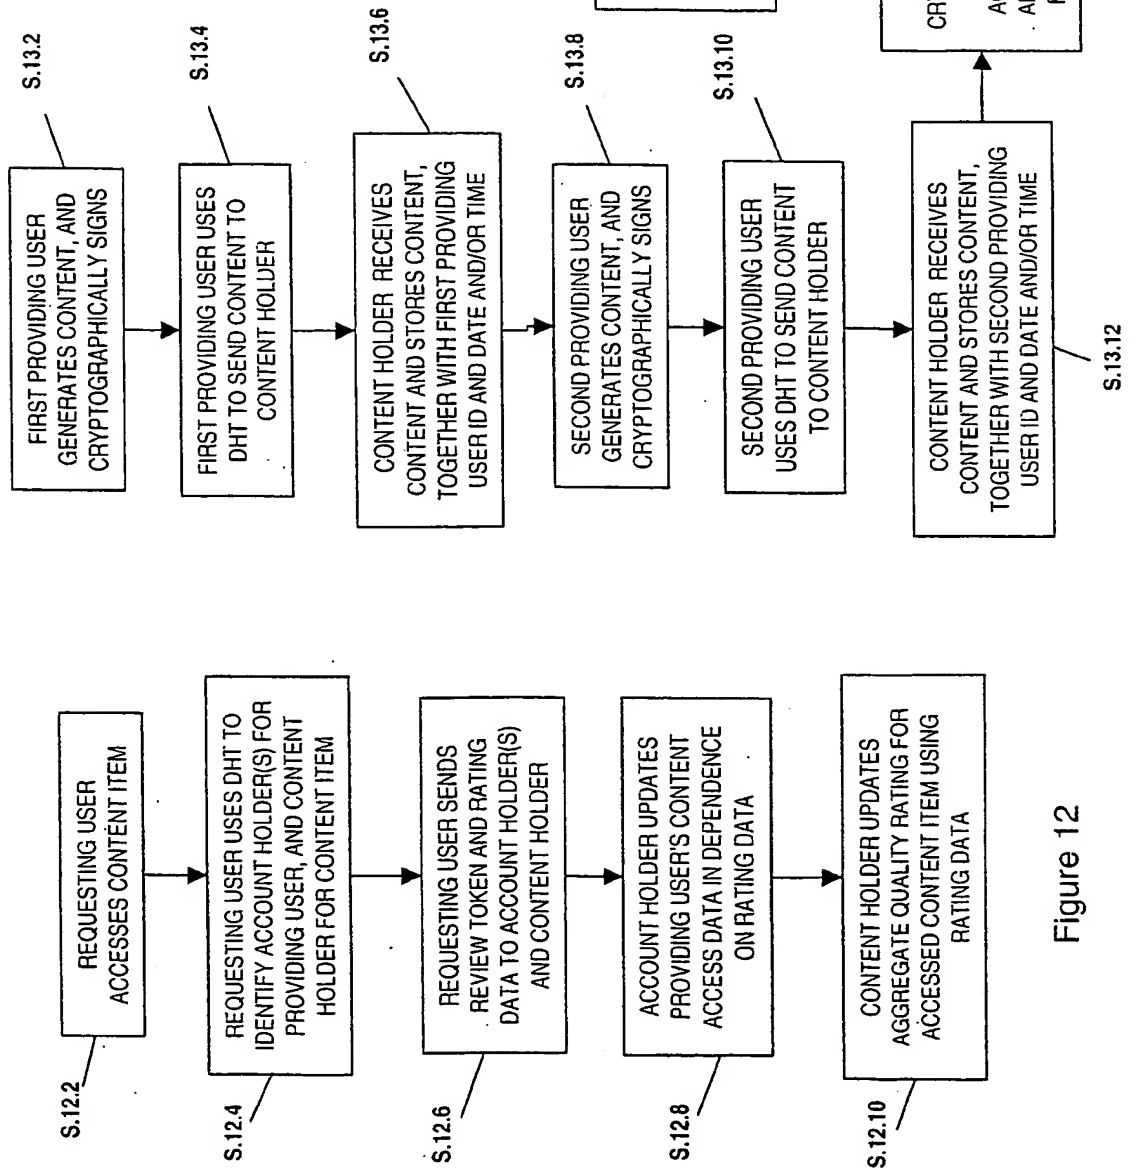 S.12.2
REQUESTING USER
ACCESSES CONTENT ITEM
S.12.4
REQUESTING USER USES DHT TO
IDENTIFY ACCOUNT HOLDER(S) FOR
PROVIDING USER, AND CONTENT
HOLDER FOR CONTENT ITEM
S.12.6
REQUESTING USER SENDS
REVIEW TOKEN AND RATING
DATA TO ACCOUNT HOLDER(S)
AND CONTENT HOLDER
S.12.8
ACCOUNT HOLDER UPDATES
PROVIDING USER'S CONTENT
ACCESS DATA IN DEPENDENCE
ON RATING DATA
S.12.10
CONTENT HOLDER UPDATES
AGGREGATE QUALITY RATING FOR
ACCESSED CONTENT ITEM USING
RATING DATA
Figure 12
FIRST PROVIDING USER
GENERATES CONTENT, AND
CRYPTOGRAPHICALLY SIGNS
S.13.2
FIRST PROVIDING USER USES
DHT TO SEND CONTENT TO
CONTENT HOLDER
S.13.4
CONTENT HOLDER RECEIVES
CONTENT AND STORES CONTENT,
TOGETHER WITH FIRST PROVIDING
USER ID AND DATE AND/OR TIME
S.13.6
SECOND PROVIDING USER
GENERATES CONTENT, AND
CRYPTOGRAPHICALLY SIGNS
S.13.8
SECOND PROVIDING USER
USES DHT TO SEND CONTENT
TO CONTENT HOLDER
S.13.10
CONTENT HOLDER RECEIVES
CONTENT AND STORES CONTENT,
TOGETHER WITH SECOND PROVIDING
USER ID AND DATE AND/OR TIME
S.13.12